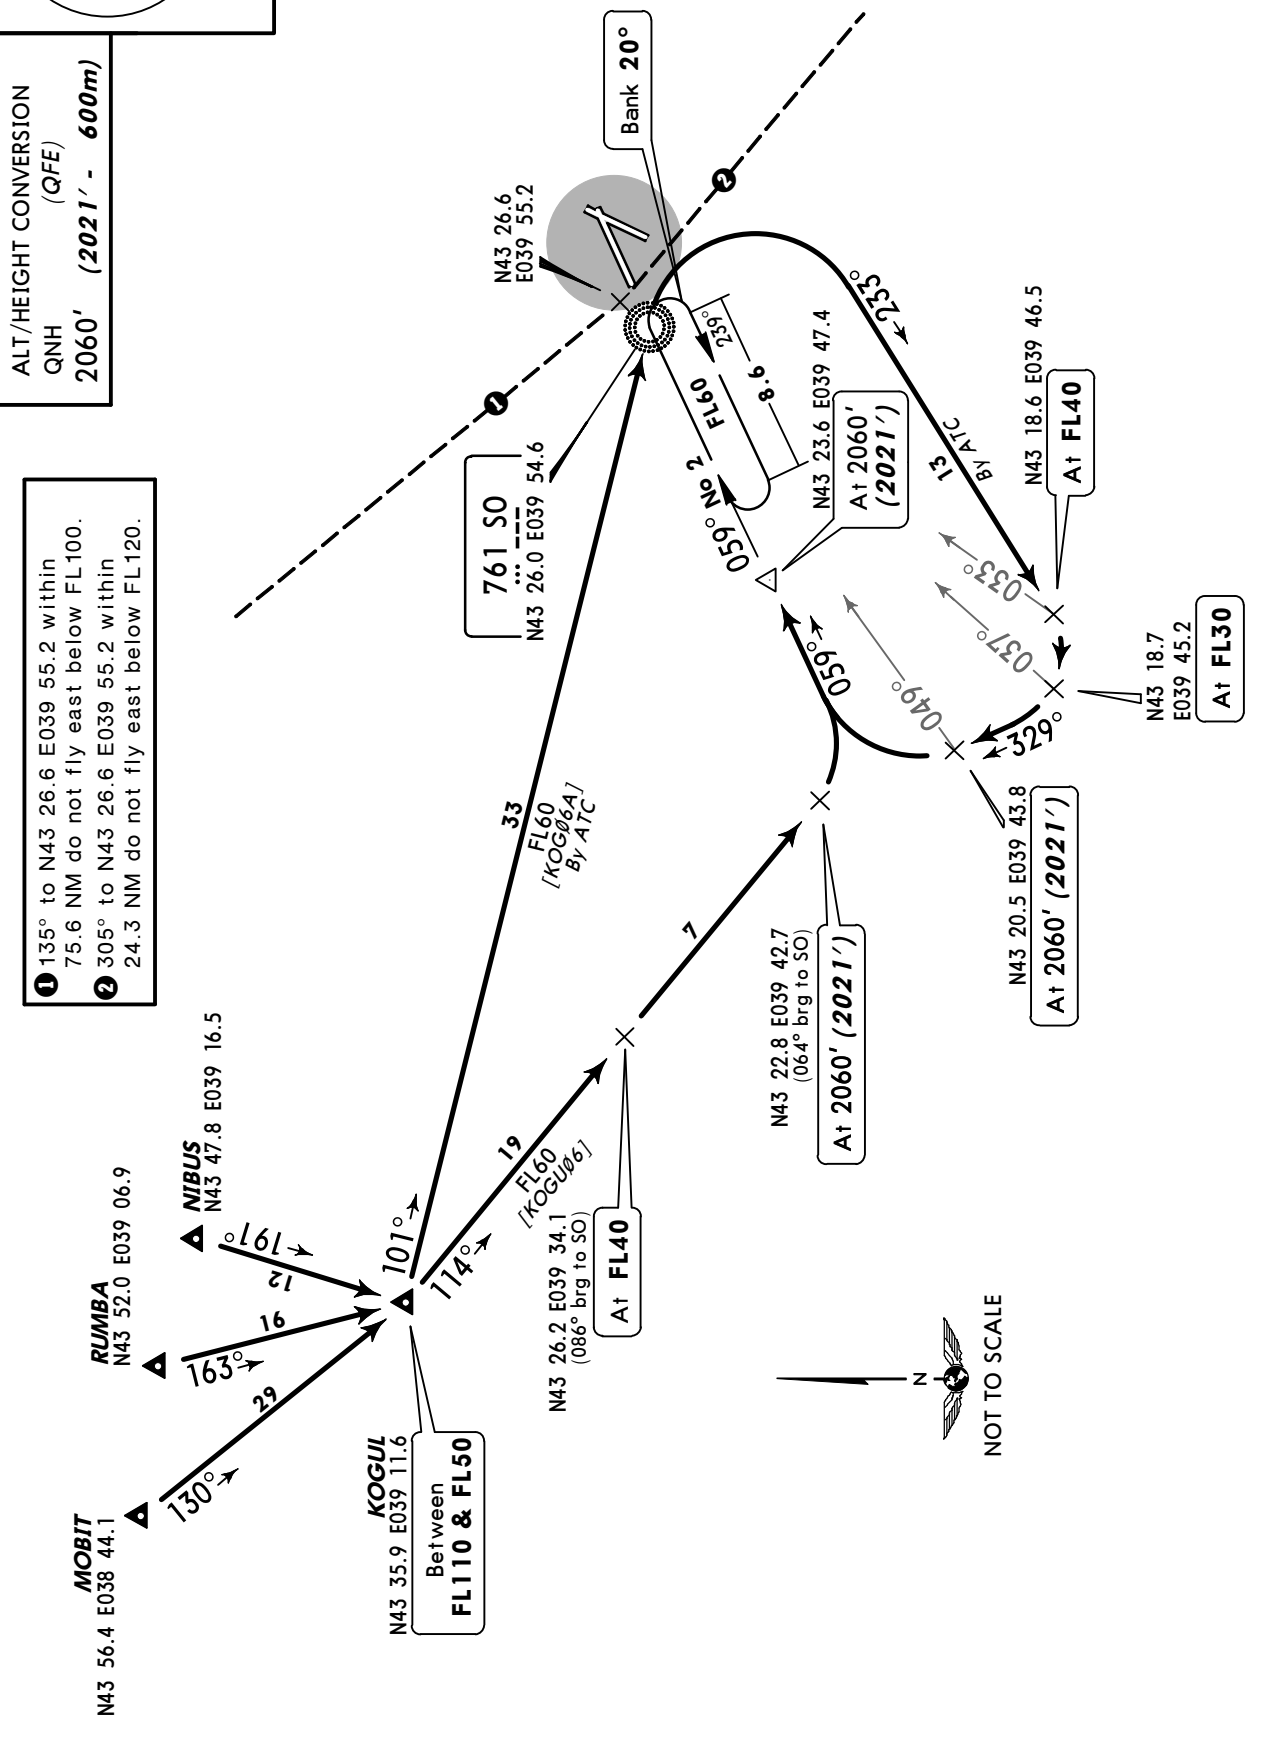 ALT/HEIGHT CONVERSION
QNH (QFE)
2060' (2021' - 600m)
❶ 135° to N43 26.6 E039 55.2 within
75.6 NM do not fly east below FL100.
❷ 305° to N43 26.6 E039 55.2 within
24.3 NM do not fly east below FL120.
MOBIT
N43 56.4 E038 44.1
RUMBA
N43 52.0 E039 06.9
NIBUS
N43 47.8 E039 16.5
130°
29
163°
16
191°
12
KOGUL
N43 35.9 E039 11.6
Between
FL110 & FL50
101°
33
FL60
[KOGØ6A]
By ATC
114°
19
FL60
[KOGUØ6]
N43 26.2 E039 34.1
(086° brg to SO)
At FL40
7
N43 22.8 E039 42.7
(064° brg to SO)
At 2060' (2021')
761 SO
N43 26.0 E039 54.6
❶
❷
N43 26.6
E039 55.2
Bank 20°
FL60
239°
8.6
059° No 2
N43 23.6 E039 47.4
At 2060'
(2021')
059°
233°
13
By ATC
N43 18.6 E039 46.5
At FL40
033°
037°
049°
N43 18.7
E039 45.2
At FL30
329°
N43 20.5 E039 43.8
At 2060' (2021')
N
NOT TO SCALE